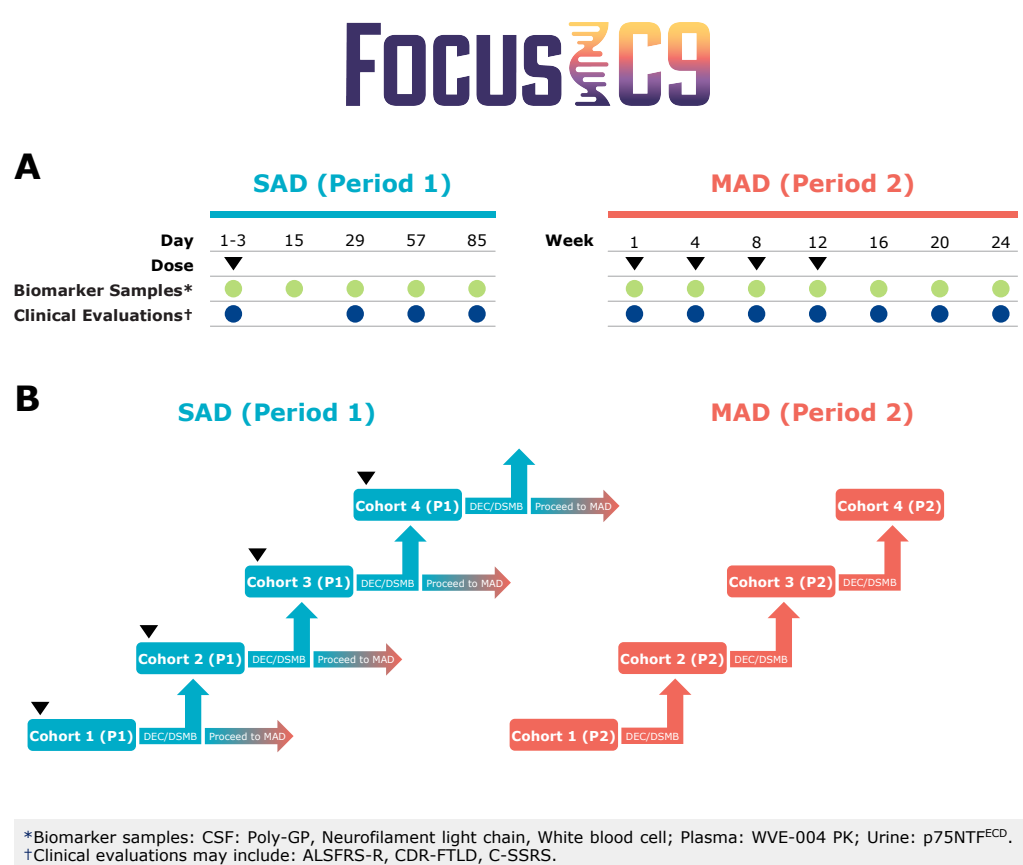 FOCUS C9
A
SAD (Period 1)
MAD (Period 2)
Day 1-3 15 29 57 85
Week 1 4 8 12 16 20 24
Dose
Biomarker Samples*
Clinical Evaluations†
B
SAD (Period 1)
MAD (Period 2)
Cohort 4 (P1) DEC/DSMB Proceed to MAD
Cohort 4 (P2)
Cohort 3 (P1) DEC/DSMB Proceed to MAD
Cohort 3 (P2) DEC/DSMB
Cohort 2 (P1) DEC/DSMB Proceed to MAD
Cohort 2 (P2) DEC/DSMB
Cohort 1 (P1) DEC/DSMB Proceed to MAD
Cohort 1 (P2) DEC/DSMB
*Biomarker samples: CSF: Poly-GP, Neurofilament light chain, White blood cell; Plasma: WVE-004 PK; Urine: p75NTFᴱᶜᴰ.
†Clinical evaluations may include: ALSFRS-R, CDR-FTLD, C-SSRS.